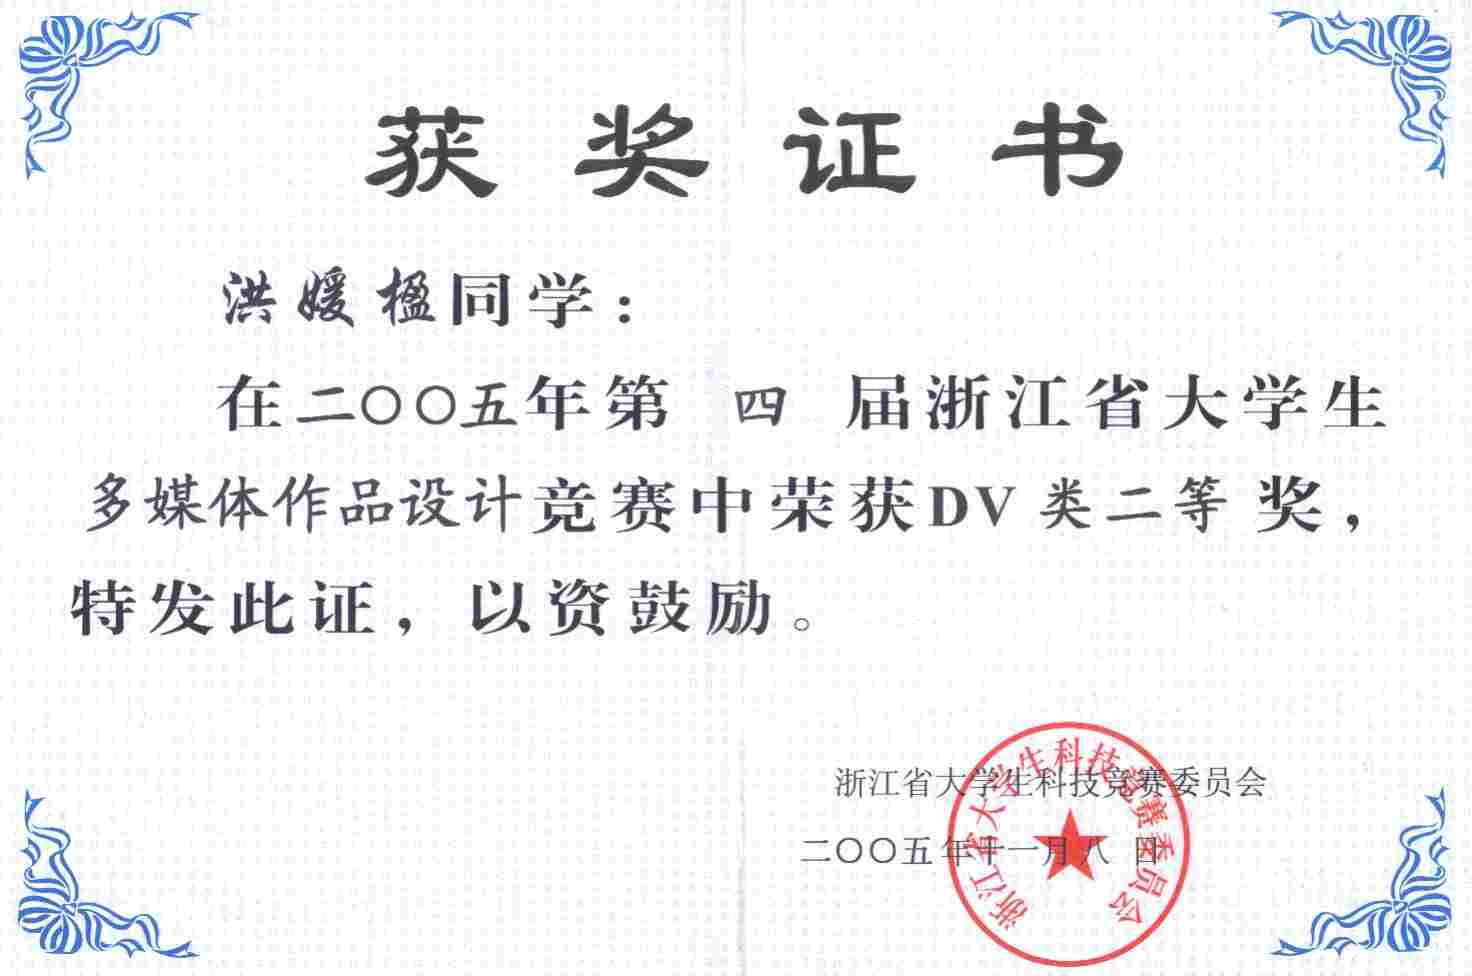 获奖证书
洪媛楹同学：
在二〇〇五年第 四 届浙江省大学生
多媒体作品设计竞赛中荣获DV 类二等 奖，
特发此证，以资鼓励。
浙江省大学生科技竞赛委员会
二〇〇五年十一月八 日
浙江省大学生科技竞赛委员会